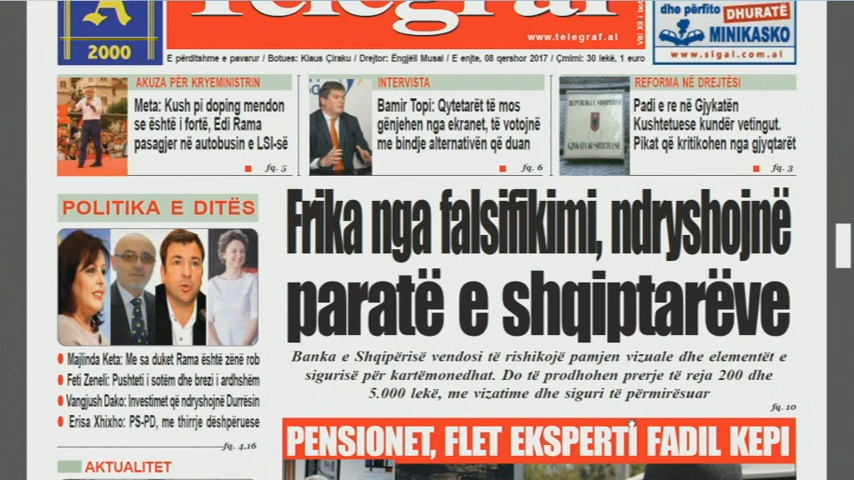 Telegraf
www.telegraf.al
A
2000
dhe përfito
DHURATË
MINIKASKO
www.sigal.com.al
E përditshme e pavarur / Botues: Klaus Çiraku / Drejtor: Ëngjëll Musai / E enjte, 08 qershor 2017 / Çmimi: 30 lekë, 1 euro
AKUZA PËR KRYEMINISTRIN
Meta: Kush pi doping mendon
se është i fortë, Edi Rama
pasagjer në autobusin e LSI-së
fq. 5
INTERVISTA
Bamir Topi: Qytetarët të mos
gënjehen nga ekranet, të votojnë
me bindje alternativën që duan
fq. 6
REFORMA NË DREJTËSI
REPUBLIKA E SHQIPËRISË
GJYKATA KUSHTETUESE
Padi e re në Gjykatën
Kushtetuese kundër vetingut.
Pikat që kritikohen nga gjyqtarët
fq. 3
POLITIKA E DITËS
Majlinda Keta: Me sa duket Rama është zënë rob
Feti Zeneli: Pushteti i sotëm dhe brezi i ardhshëm
Vangjush Dako: Investimet që ndryshojnë Durrësin
Erisa Xhixho: PS-PD, me thirrje dëshpëruese
fq. 4,16
AKTUALITET
Frika nga falsifikimi, ndryshojnë
paratë e shqiptarëve
Banka e Shqipërisë vendosi të rishikojë pamjen vizuale dhe elementët e
sigurisë për kartëmonedhat. Do të prodhohen prerje të reja 200 dhe
5.000 lekë, me vizatime dhe siguri të përmirësuar
fq. 10
PENSIONET, FLET EKSPERTI FADIL KEPI